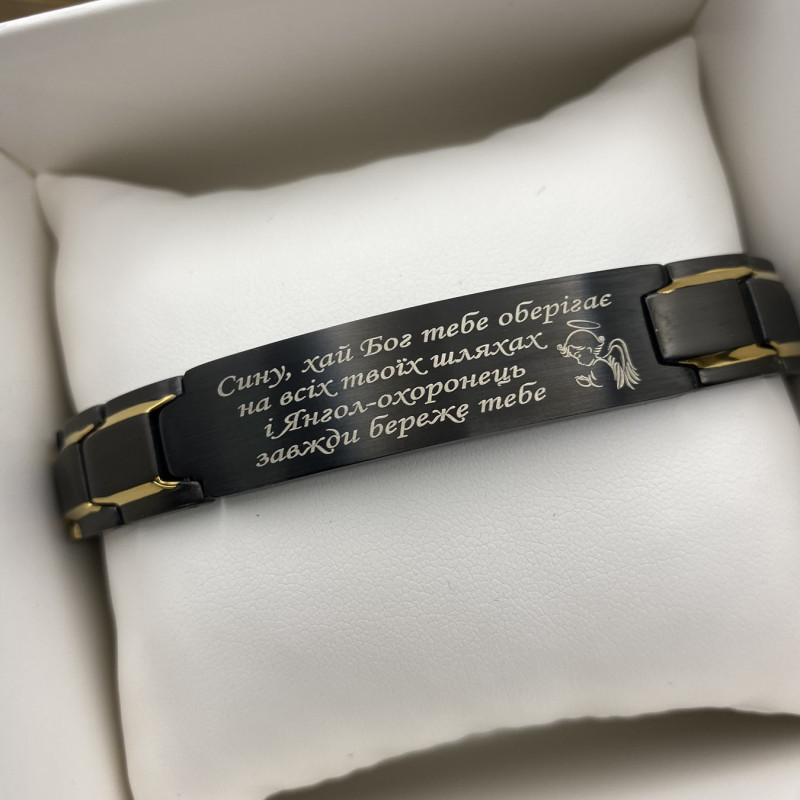 Сину, хай Бог тебе оберігає
на всіх твоїх шляхах
і Янгол-охоронець
завжди береже тебе